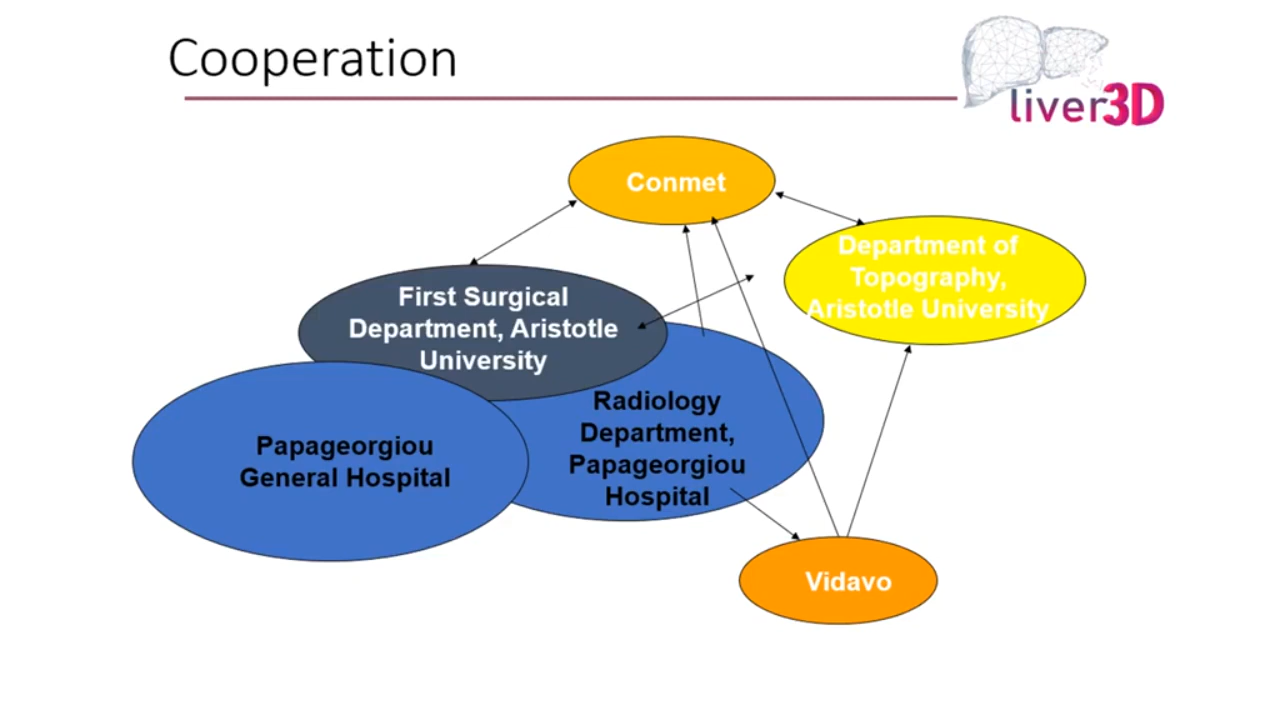 Cooperation
liver3D
Conmet
Department of
Topography,
Aristotle University
First Surgical
Department, Aristotle
University
Radiology
Department,
Papageorgiou
Hospital
Papageorgiou
General Hospital
Vidavo